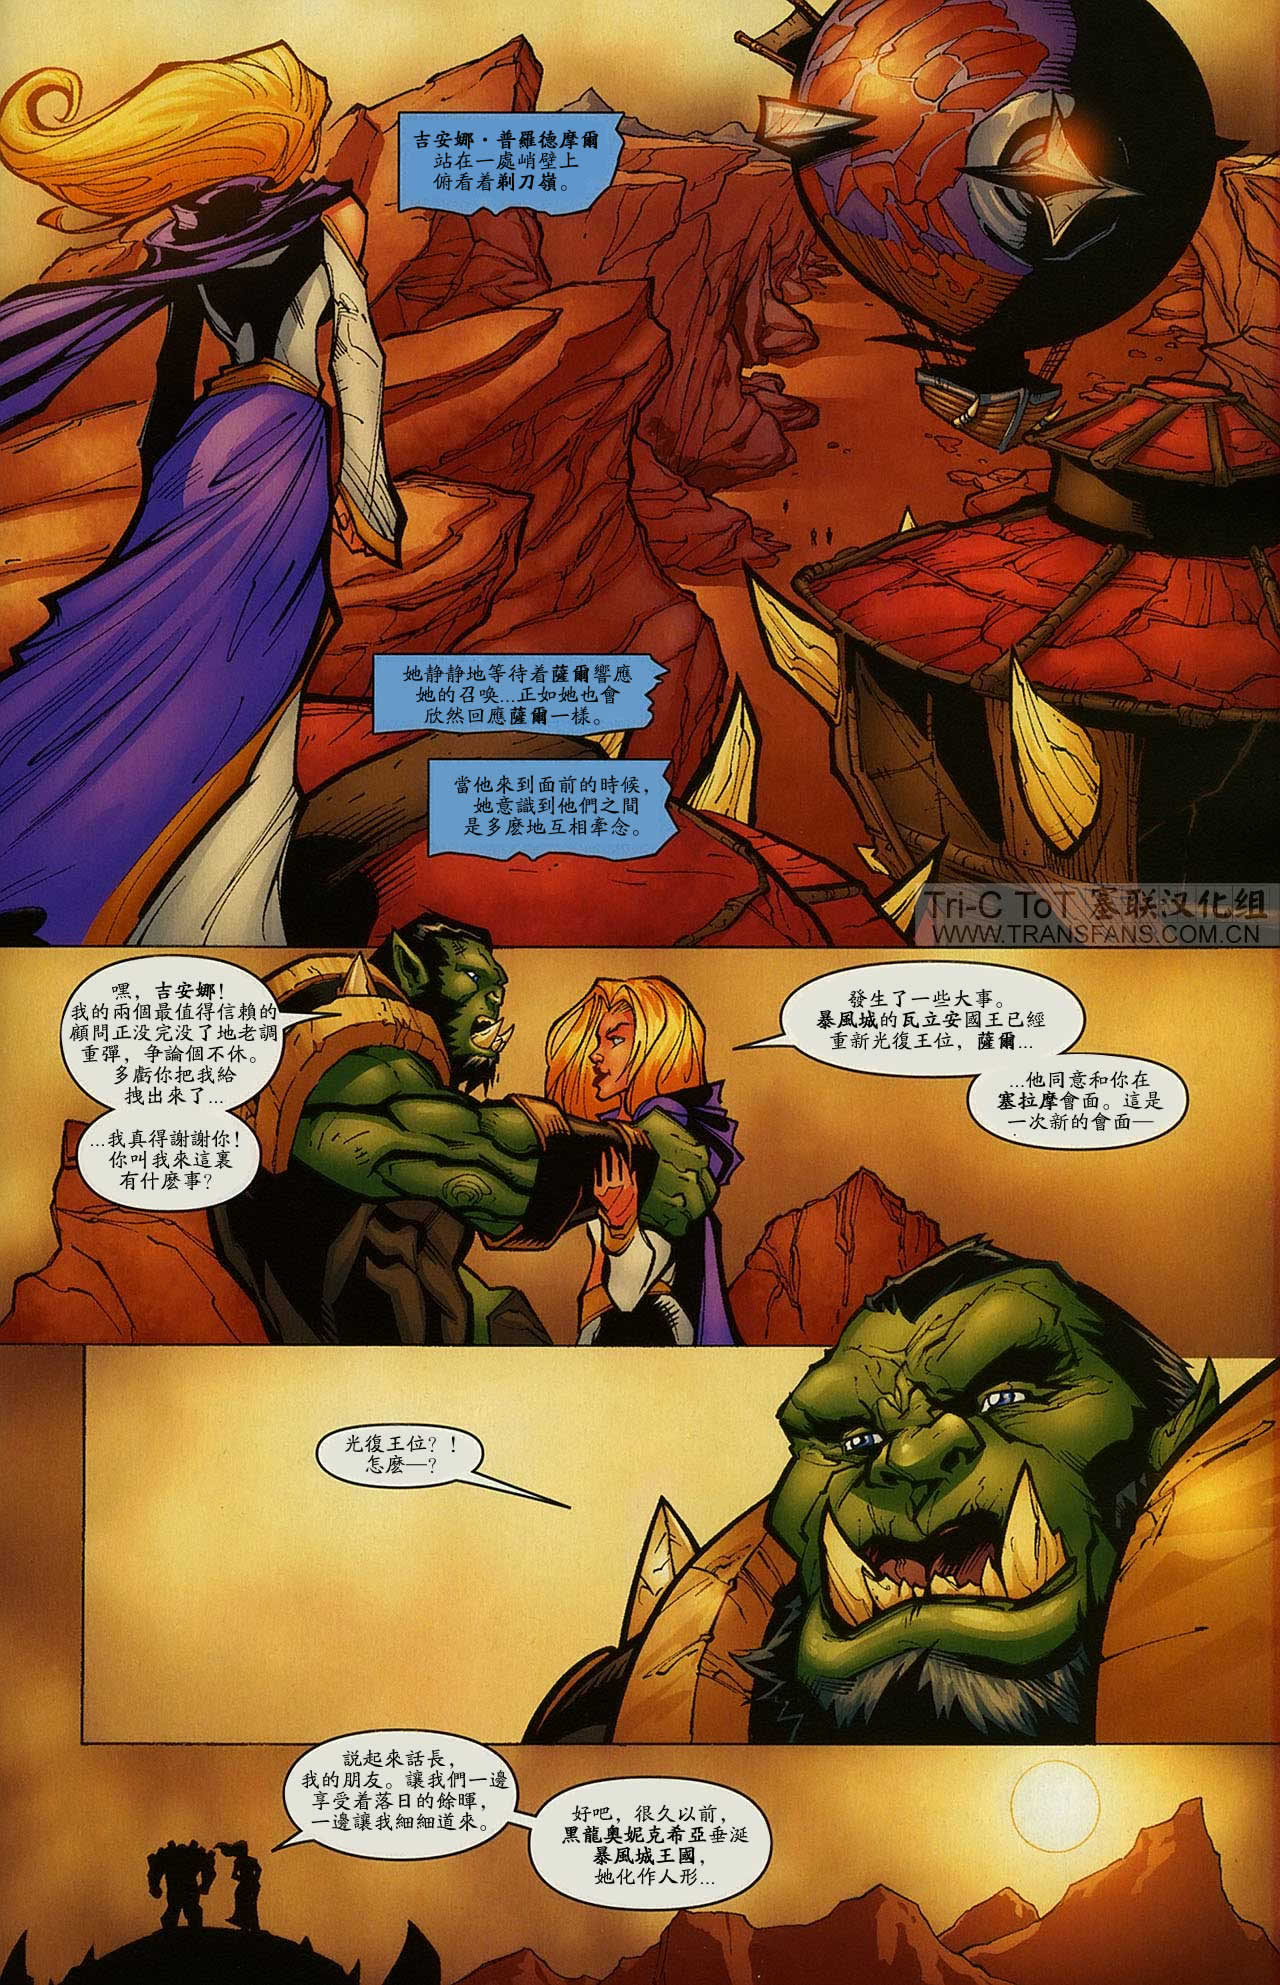 吉安娜·普羅德摩爾
站在一處峭壁上
俯看着剃刀嶺。
她静静地等待着薩爾響應
她的召唤...正如她也會
欣然回應薩爾一樣。
當他來到面前的時候，
她意識到他們之間
是多麽地互相牽念。
Tri-C ToT 塞联汉化组
WWW.TRANSFANS.COM.CN
嘿，吉安娜！
我的兩個最值得信賴的
顧問正没完没了地老調
重彈，争論個不休。
多虧你把我給
拽出來了...
...我真得謝謝你！
你叫我來這裏
有什麽事？
發生了一些大事。
暴風城的瓦立安國王已經
重新光復王位，薩爾...
...他同意和你在
塞拉摩會面。這是
一次新的會面—
光復王位？！
怎麽—？
説起來話長，
我的朋友。讓我們一邊
享受着落日的餘暉，
一邊讓我細細道來。
好吧，很久以前，
黑龍奥妮克希亞垂涎
暴風城王國，
她化作人形...